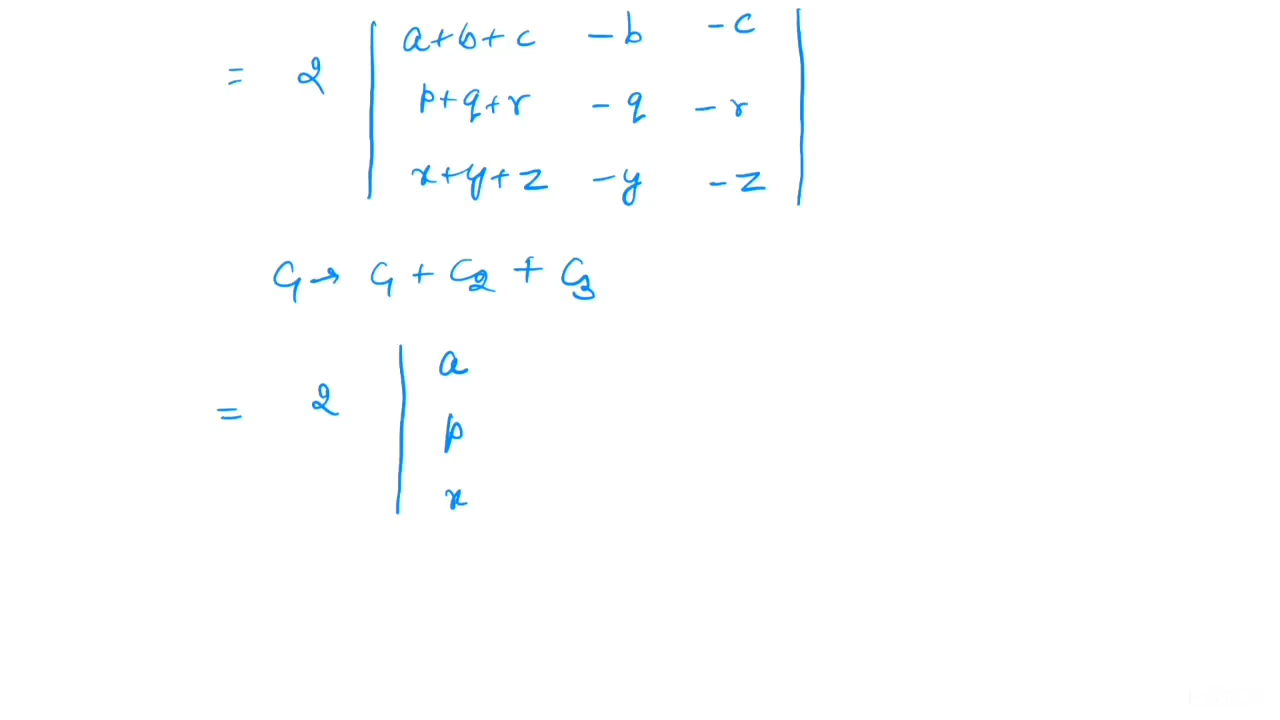 a+b+c -b -c
= 2 p+q+r -q -r
x+y+z -y -z
C1 → C1 + C2 + C3
a
= 2 p
x